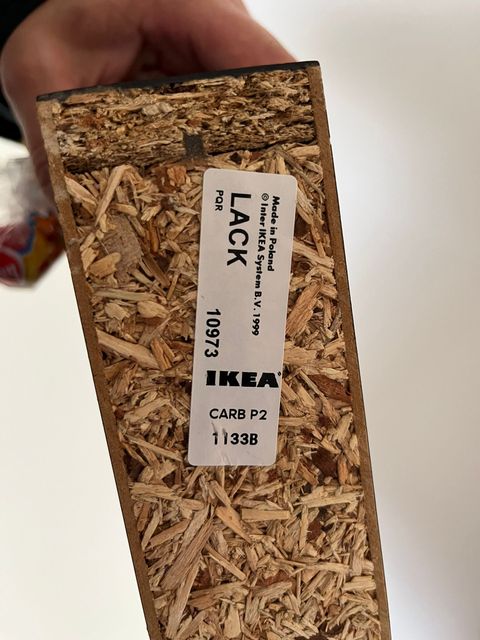 Made in Poland
© Inter IKEA System B.V. 1999
LACK
PQR
10973
IKEA®
CARB P2
1133B